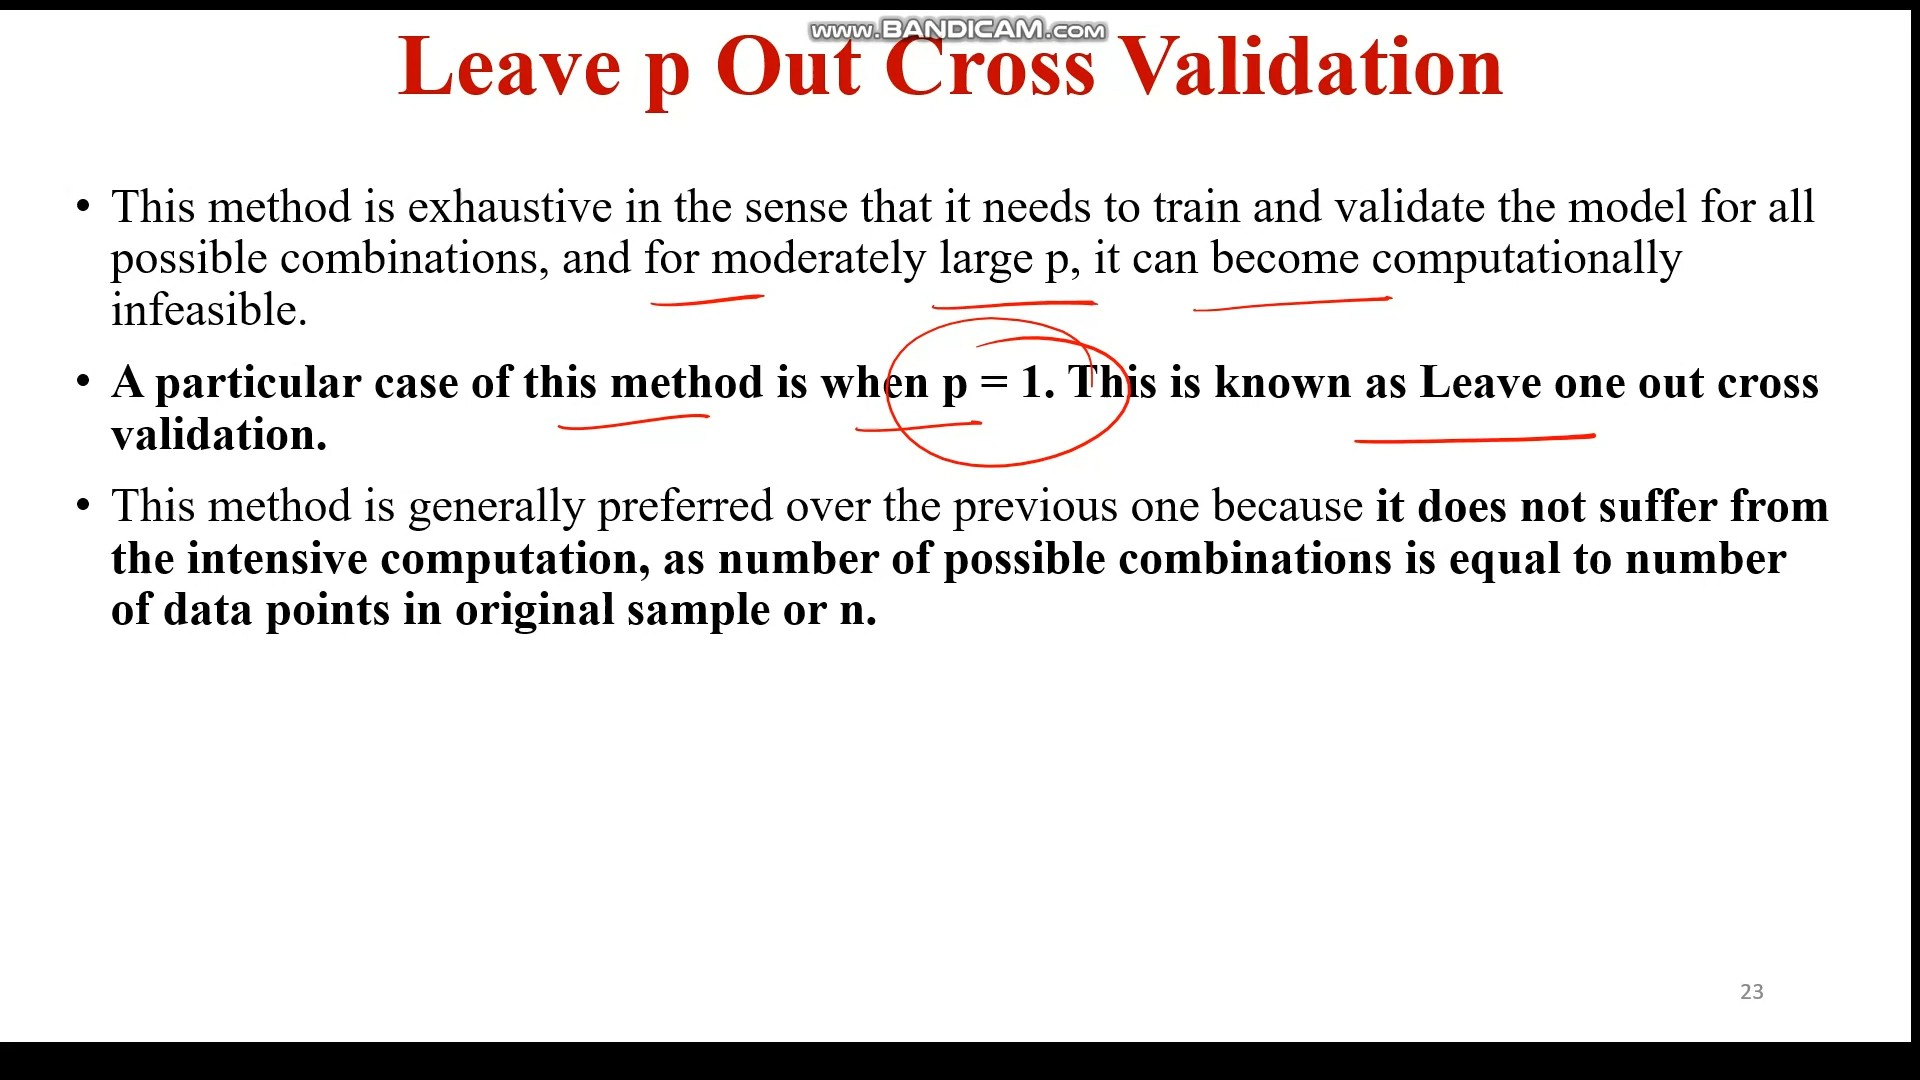 www.BANDICAM.com
Leave p Out Cross Validation
• This method is exhaustive in the sense that it needs to train and validate the model for all
possible combinations, and for moderately large p, it can become computationally
infeasible.
• A particular case of this method is when p = 1. This is known as Leave one out cross
validation.
• This method is generally preferred over the previous one because it does not suffer from
the intensive computation, as number of possible combinations is equal to number
of data points in original sample or n.
23